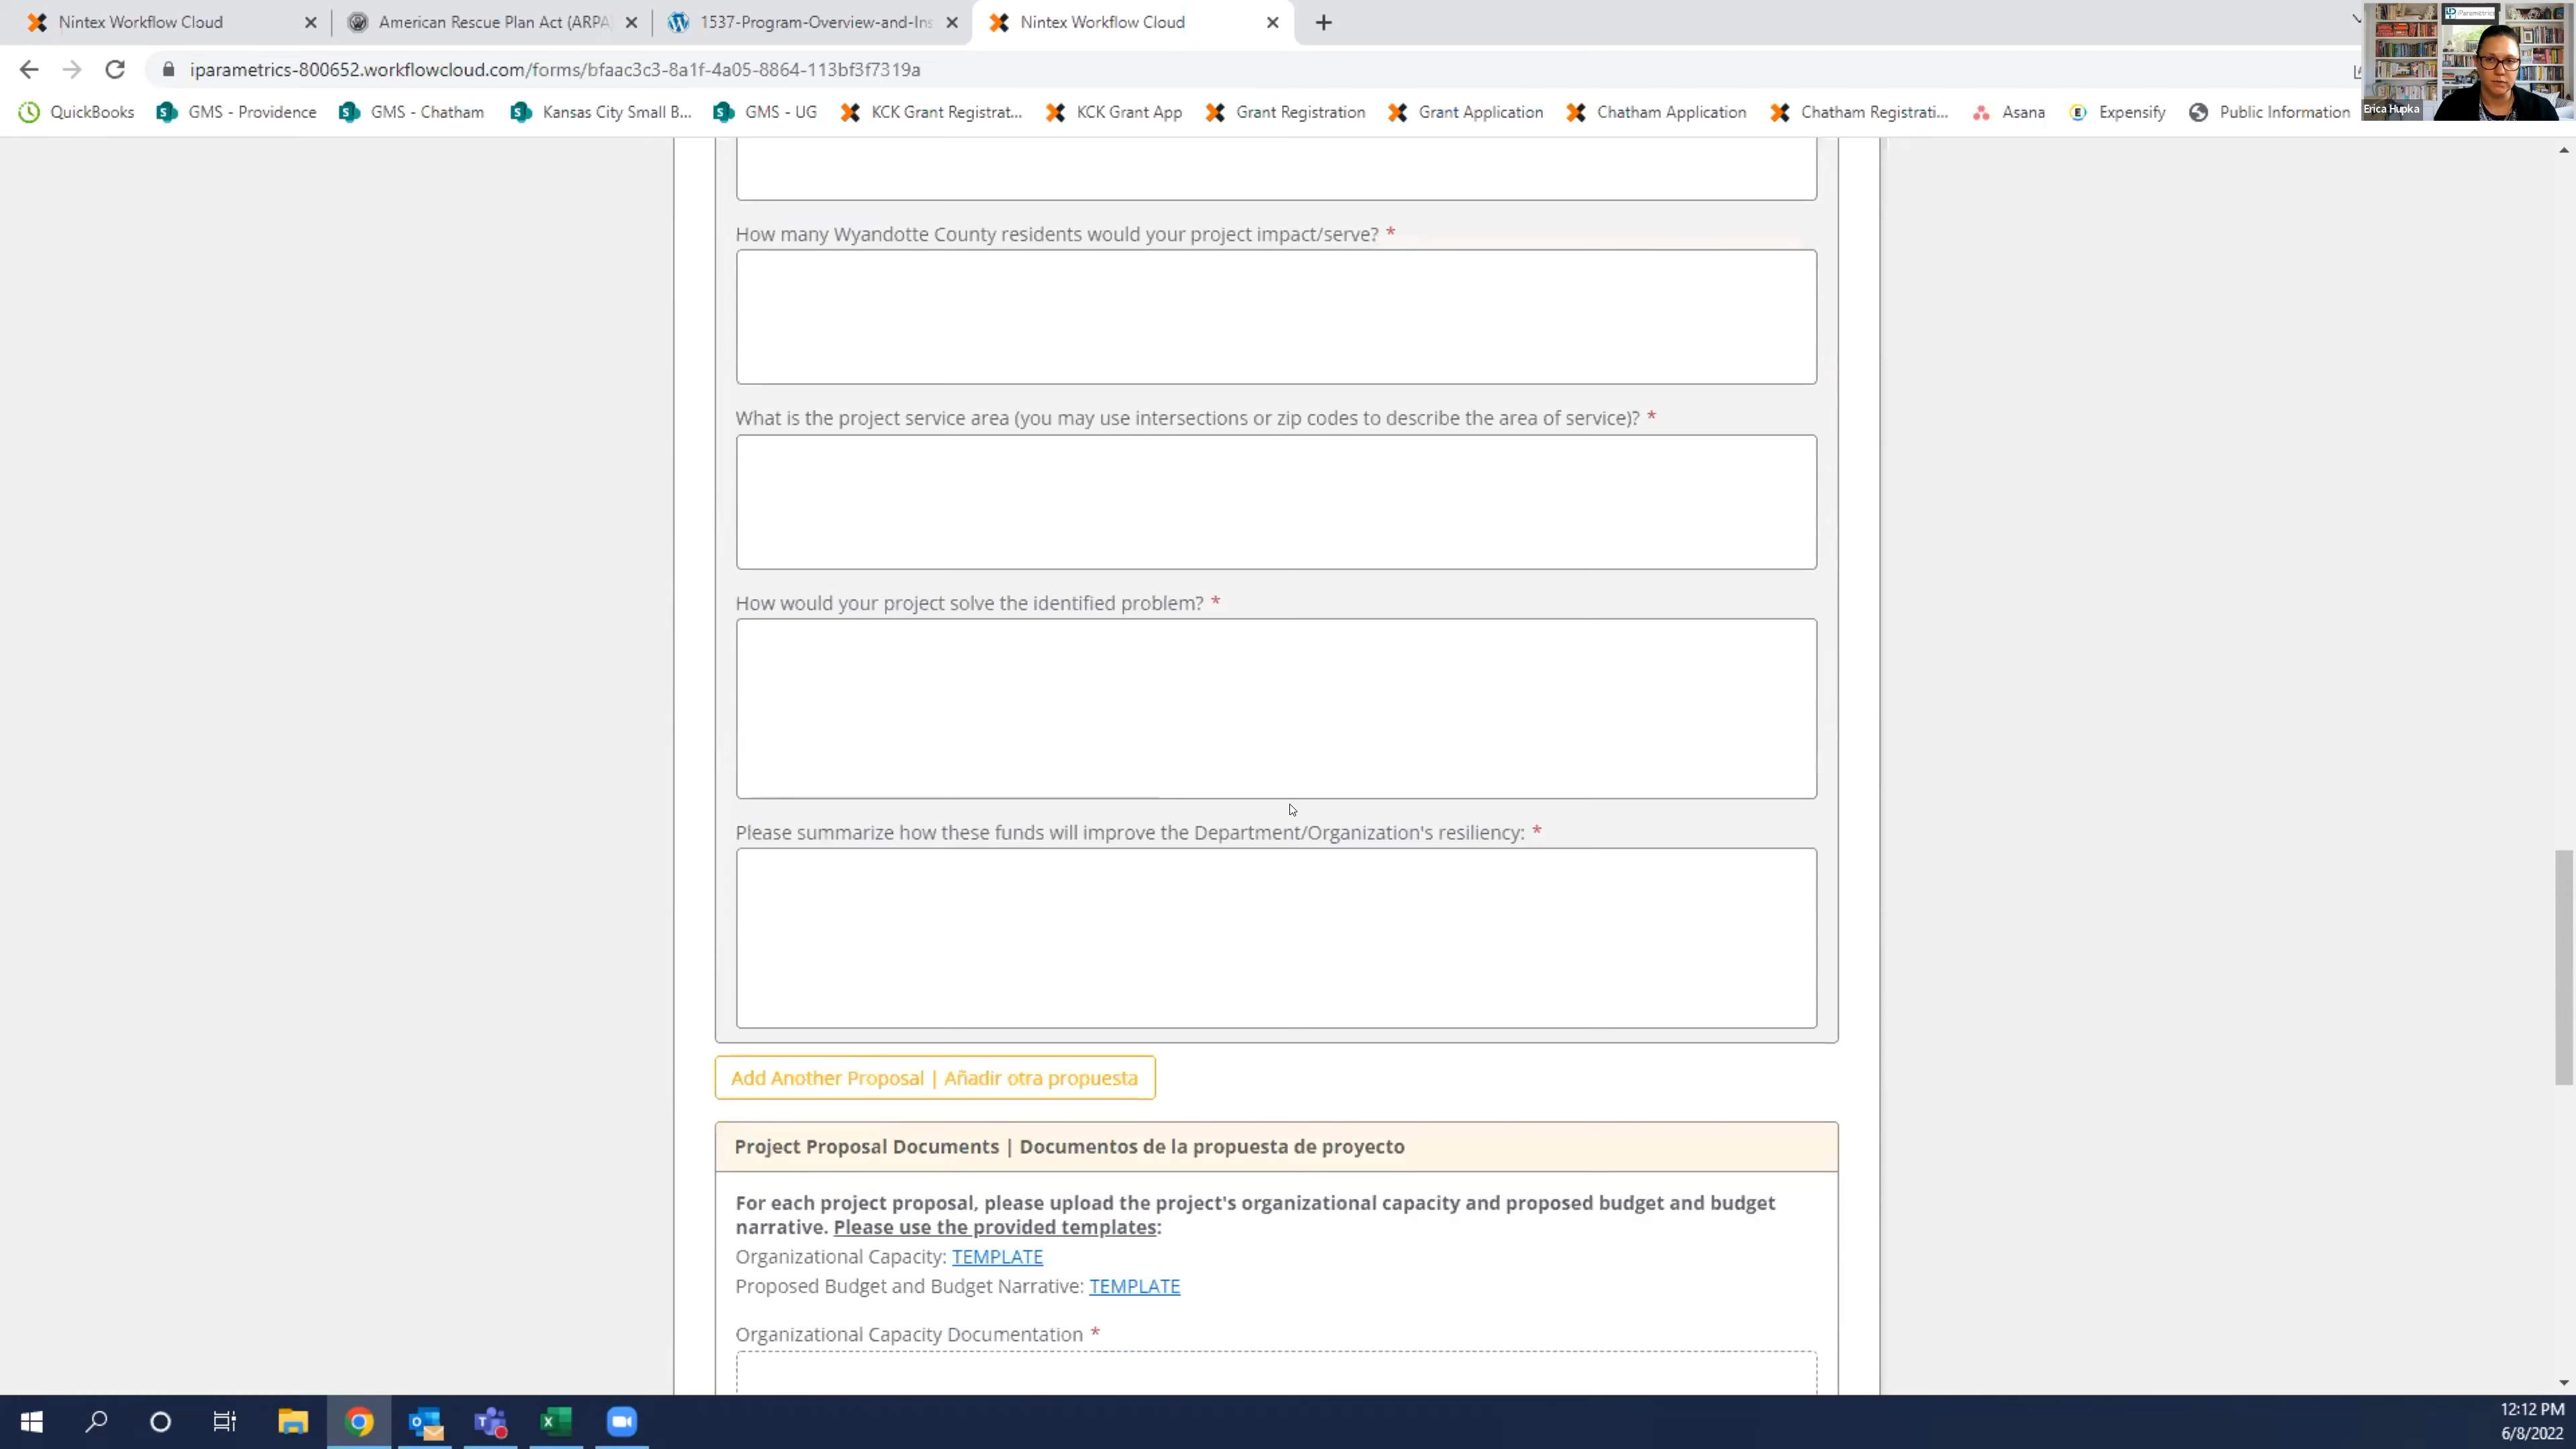 Nintex Workflow Cloud
American Rescue Plan Act (ARPA
1537-Program-Overview-and-Ins
Nintex Workflow Cloud
iparametrics-800652.workflowcloud.com/forms/bfaac3c3-8a1f-4a05-8864-113bf3f7319a
QuickBooks
GMS - Providence
GMS - Chatham
Kansas City Small B...
GMS - UG
KCK Grant Registrat...
KCK Grant App
Grant Registration
Grant Application
Chatham Application
Chatham Registrati...
Asana
Expensify
Public Information
Erica Hupka
How many Wyandotte County residents would your project impact/serve? *
What is the project service area (you may use intersections or zip codes to describe the area of service)? *
How would your project solve the identified problem? *
Please summarize how these funds will improve the Department/Organization's resiliency: *
Add Another Proposal | Añadir otra propuesta
Project Proposal Documents | Documentos de la propuesta de proyecto
For each project proposal, please upload the project's organizational capacity and proposed budget and budget
narrative. Please use the provided templates:
Organizational Capacity: TEMPLATE
Proposed Budget and Budget Narrative: TEMPLATE
Organizational Capacity Documentation *
12:12 PM
6/8/2022